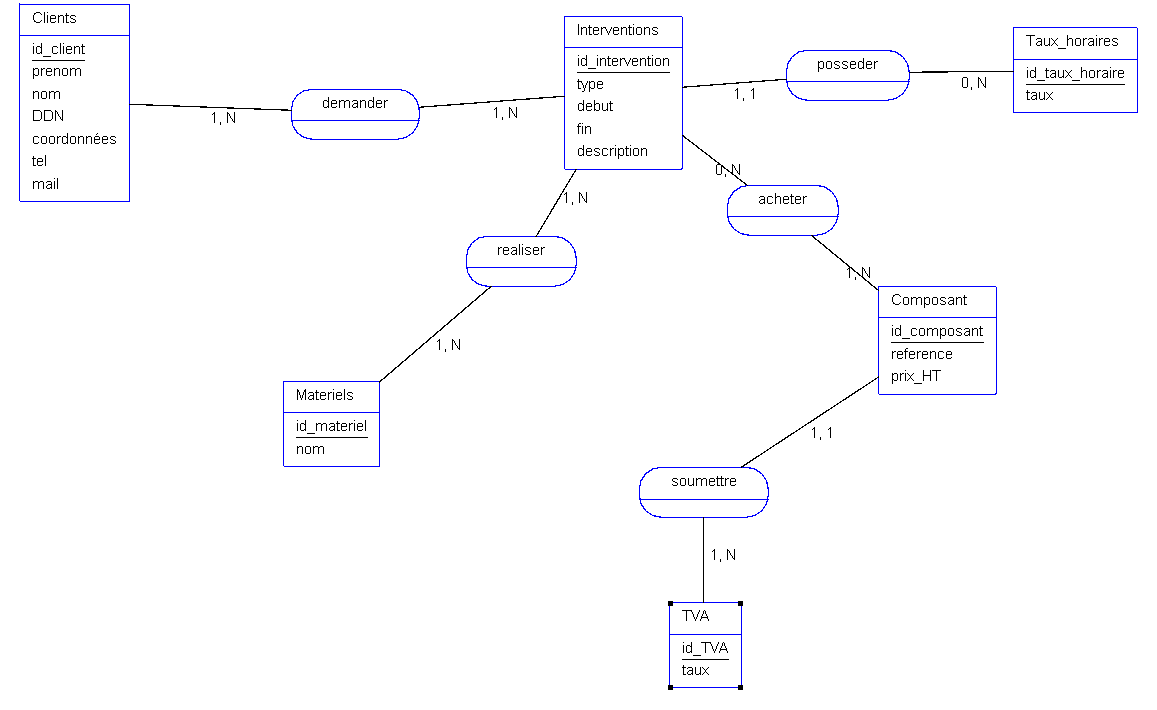 Clients
id_client
prenom
nom
DDN
coordonnées
tel
mail
1, N
demander
1, N
Interventions
id_intervention
type
debut
fin
description
1, 1
posseder
0, N
Taux_horaires
id_taux_horaire
taux
0, N
acheter
1, N
1, N
realiser
1, N
Materiels
id_materiel
nom
Composant
id_composant
reference
prix_HT
1, 1
soumettre
1, N
TVA
id_TVA
taux